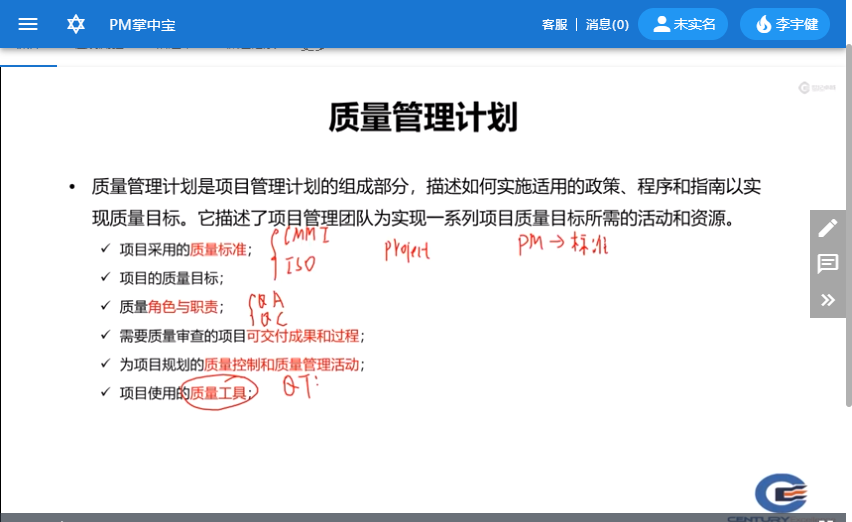 PM掌中宝
客服 | 消息(0)
未实名
李宇健
质量管理计划
• 质量管理计划是项目管理计划的组成部分，描述如何实施适用的政策、程序和指南以实
现质量目标。它描述了项目管理团队为实现一系列项目质量目标所需的活动和资源。
✓ 项目采用的质量标准；
CMMI
ISO
Project
PM→标准
✓ 项目的质量目标；
✓ 质量角色与职责；
QA
QC
✓ 需要质量审查的项目可交付成果和过程；
✓ 为项目规划的质量控制和质量管理活动；
✓ 项目使用的质量工具；
QT:
CENTURY